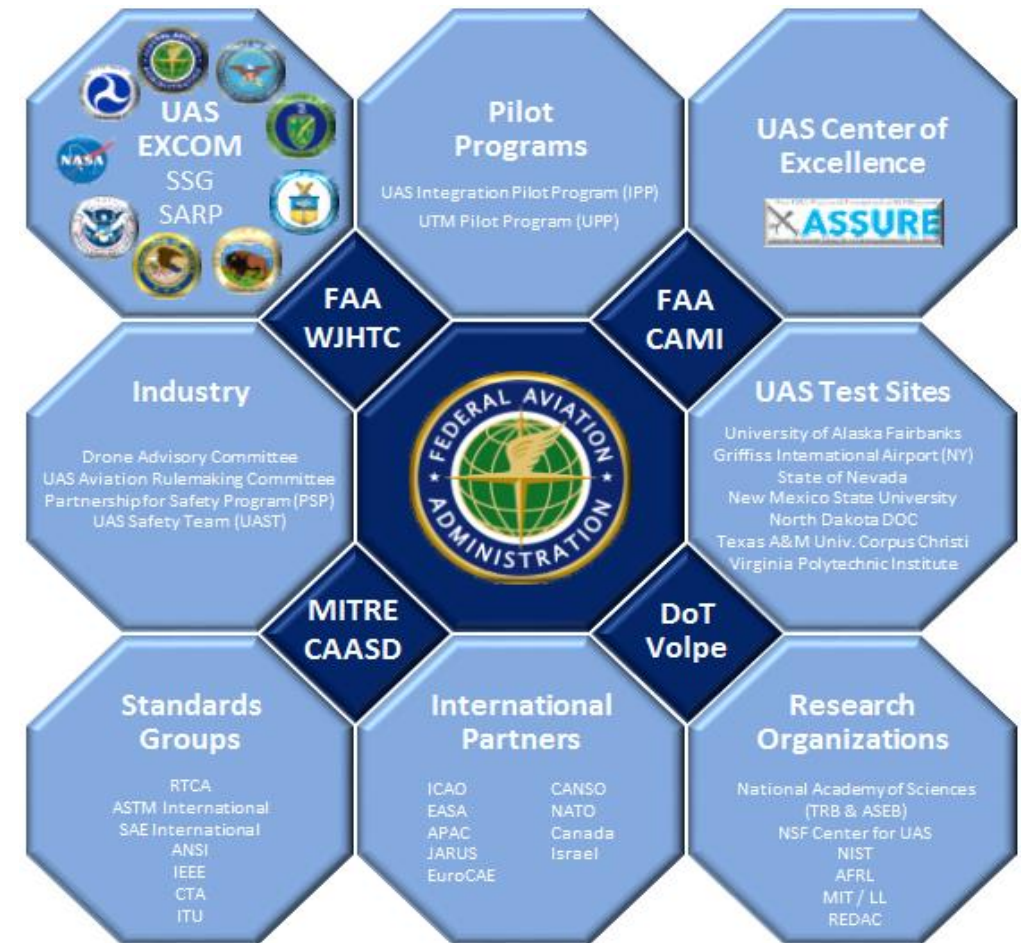 UAS
EXCOM
SSG
SARP
NASA
Pilot
Programs
UAS Integration Pilot Program (IPP)
UTM Pilot Program (UPP)
UAS Center of
Excellence
ASSURE
FAA
WJHTC
FAA
CAMI
Industry
Drone Advisory Committee
UAS Aviation Rulemaking Committee
Partnership for Safety Program (PSP)
UAS Safety Team (UAST)
FEDERAL AVIATION
ADMINISTRATION
UAS Test Sites
University of Alaska Fairbanks
Griffiss International Airport (NY)
State of Nevada
New Mexico State University
North Dakota DOC
Texas A&M Univ. Corpus Christi
Virginia Polytechnic Institute
MITRE
CAASD
DoT
Volpe
Standards
Groups
RTCA
ASTM International
SAE International
ANSI
IEEE
CTA
ITU
International
Partners
ICAO
EASA
APAC
JARUS
EuroCAE
CANSO
NATO
Canada
Israel
Research
Organizations
National Academy of Sciences
(TRB & ASEB)
NSF Center for UAS
NIST
AFRL
MIT / LL
REDAC